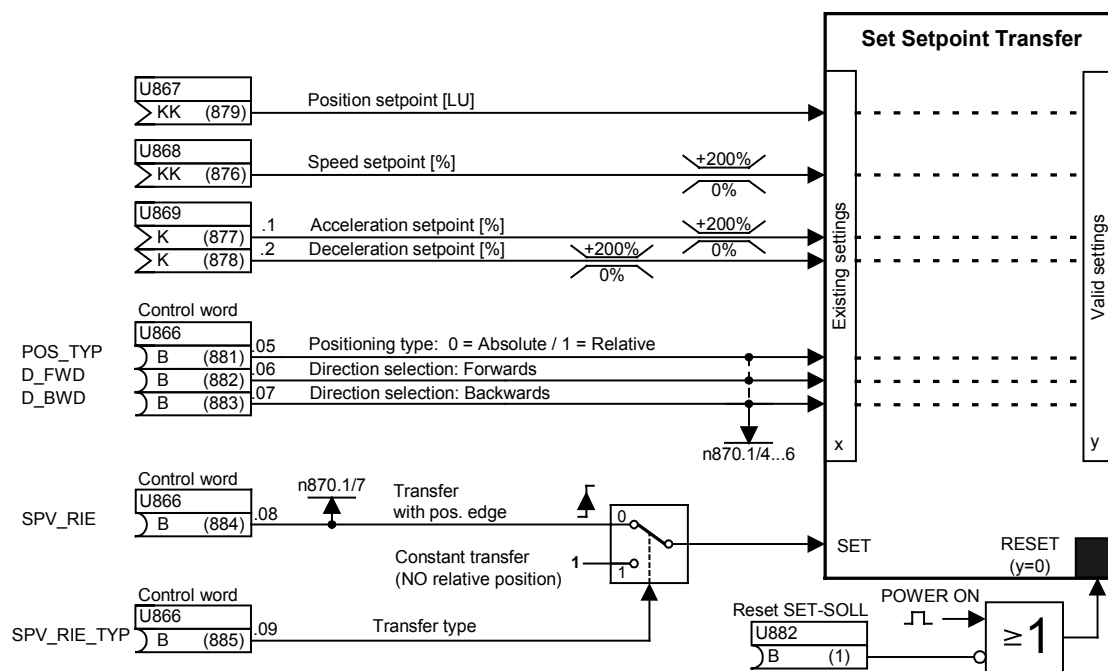 Set Setpoint Transfer
U867
KK (879)
Position setpoint [LU]
U868
KK (876)
Speed setpoint [%]
+200%
0%
U869
K (877)
.1
Acceleration setpoint [%]
+200%
0%
K (878)
.2
Deceleration setpoint [%]
+200%
0%
Existing settings
x
Valid settings
y
Control word
U866
POS_TYP
B (881)
.05
Positioning type: 0 = Absolute / 1 = Relative
D_FWD
B (882)
.06
Direction selection: Forwards
D_BWD
B (883)
.07
Direction selection: Backwards
n870.1/4...6
Control word
U866
SPV_RIE
B (884)
.08
n870.1/7
Transfer
with pos. edge
0
Constant transfer
(NO relative position)
1
1
SET
RESET
(y=0)
Control word
U866
SPV_RIE_TYP
B (885)
.09
Transfer type
POWER ON
Reset SET-SOLL
U882
B (1)
≥1